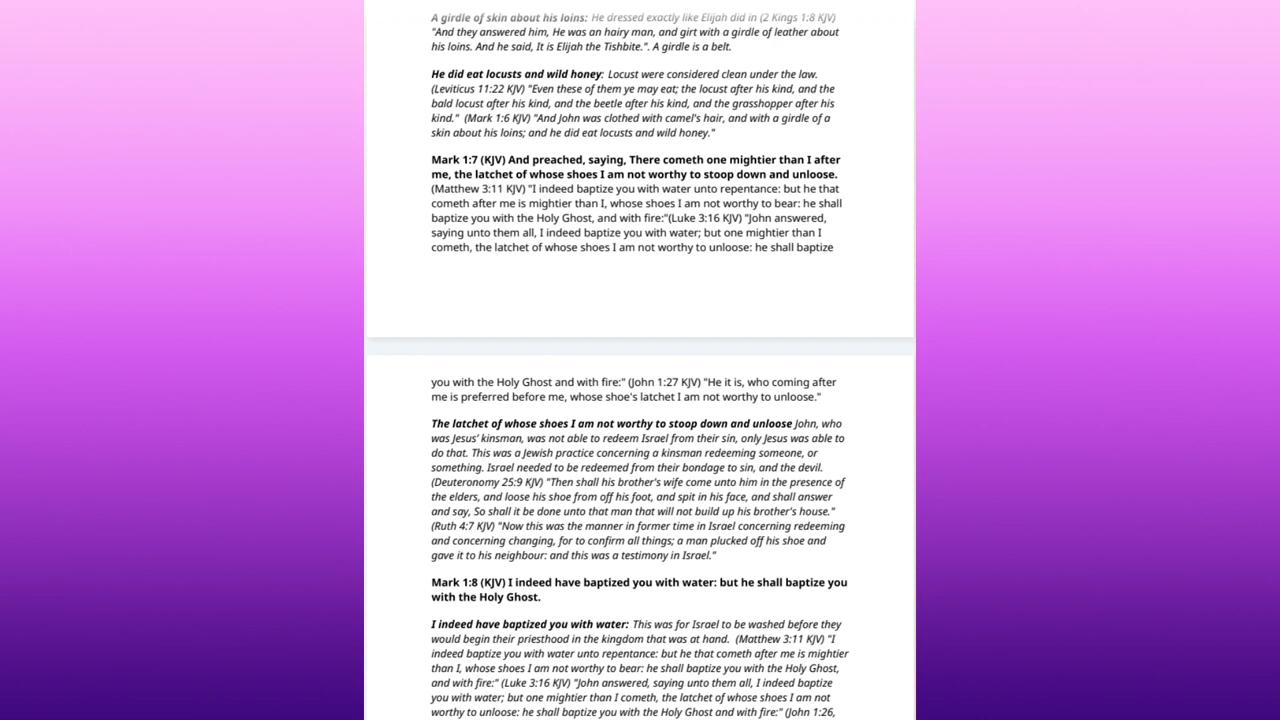 A girdle of skin about his loins: He dressed exactly like Elijah did in (2 Kings 1:8 KJV)
"And they answered him, He was an hairy man, and girt with a girdle of leather about
his loins. And he said, It is Elijah the Tishbite.". A girdle is a belt.
He did eat locusts and wild honey: Locust were considered clean under the law.
(Leviticus 11:22 KJV) "Even these of them ye may eat; the locust after his kind, and the
bald locust after his kind, and the beetle after his kind, and the grasshopper after his
kind." (Mark 1:6 KJV) "And John was clothed with camel's hair, and with a girdle of a
skin about his loins; and he did eat locusts and wild honey."
Mark 1:7 (KJV) And preached, saying, There cometh one mightier than I after
me, the latchet of whose shoes I am not worthy to stoop down and unloose.
(Matthew 3:11 KJV) "I indeed baptize you with water unto repentance: but he that
cometh after me is mightier than I, whose shoes I am not worthy to bear: he shall
baptize you with the Holy Ghost, and with fire:"(Luke 3:16 KJV) "John answered,
saying unto them all, I indeed baptize you with water; but one mightier than I
cometh, the latchet of whose shoes I am not worthy to unloose: he shall baptize
you with the Holy Ghost and with fire:" (John 1:27 KJV) "He it is, who coming after
me is preferred before me, whose shoe's latchet I am not worthy to unloose."
The latchet of whose shoes I am not worthy to stoop down and unloose John, who
was Jesus' kinsman, was not able to redeem Israel from their sin, only Jesus was able to
do that. This was a Jewish practice concerning a kinsman redeeming someone, or
something. Israel needed to be redeemed from their bondage to sin, and the devil.
(Deuteronomy 25:9 KJV) "Then shall his brother's wife come unto him in the presence of
the elders, and loose his shoe from off his foot, and spit in his face, and shall answer
and say, So shall it be done unto that man that will not build up his brother's house."
(Ruth 4:7 KJV) "Now this was the manner in former time in Israel concerning redeeming
and concerning changing, for to confirm all things; a man plucked off his shoe and
gave it to his neighbour: and this was a testimony in Israel."
Mark 1:8 (KJV) I indeed have baptized you with water: but he shall baptize you
with the Holy Ghost.
I indeed have baptized you with water: This was for Israel to be washed before they
would begin their priesthood in the kingdom that was at hand. (Matthew 3:11 KJV) "I
indeed baptize you with water unto repentance: but he that cometh after me is mightier
than I, whose shoes I am not worthy to bear: he shall baptize you with the Holy Ghost,
and with fire:" (Luke 3:16 KJV) "John answered, saying unto them all, I indeed baptize
you with water; but one mightier than I cometh, the latchet of whose shoes I am not
worthy to unloose: he shall baptize you with the Holy Ghost and with fire:" (John 1:26,